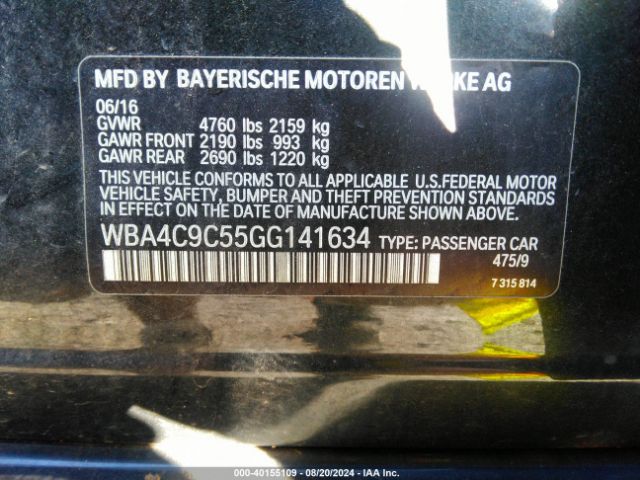 MFD BY BAYERISCHE MOTOREN AG
06/16
GVWR 4760 lbs 2159 kg
GAWR FRONT 2190 lbs 993 kg
GAWR REAR 2690 lbs 1220 kg
THIS VEHICLE CONFORMS TO ALL APPLICABLE U.S.FEDERAL MOTOR
VEHICLE SAFETY, BUMPER AND THEFT PREVENTION STANDARDS
IN EFFECT ON THE DATE OF MANUFACTURE SHOWN ABOVE.
WBA4C9C55GG141634 TYPE: PASSENGER CAR
475/9
7 315 814
000-40155109 - 08/20/2024 - IAA Inc.